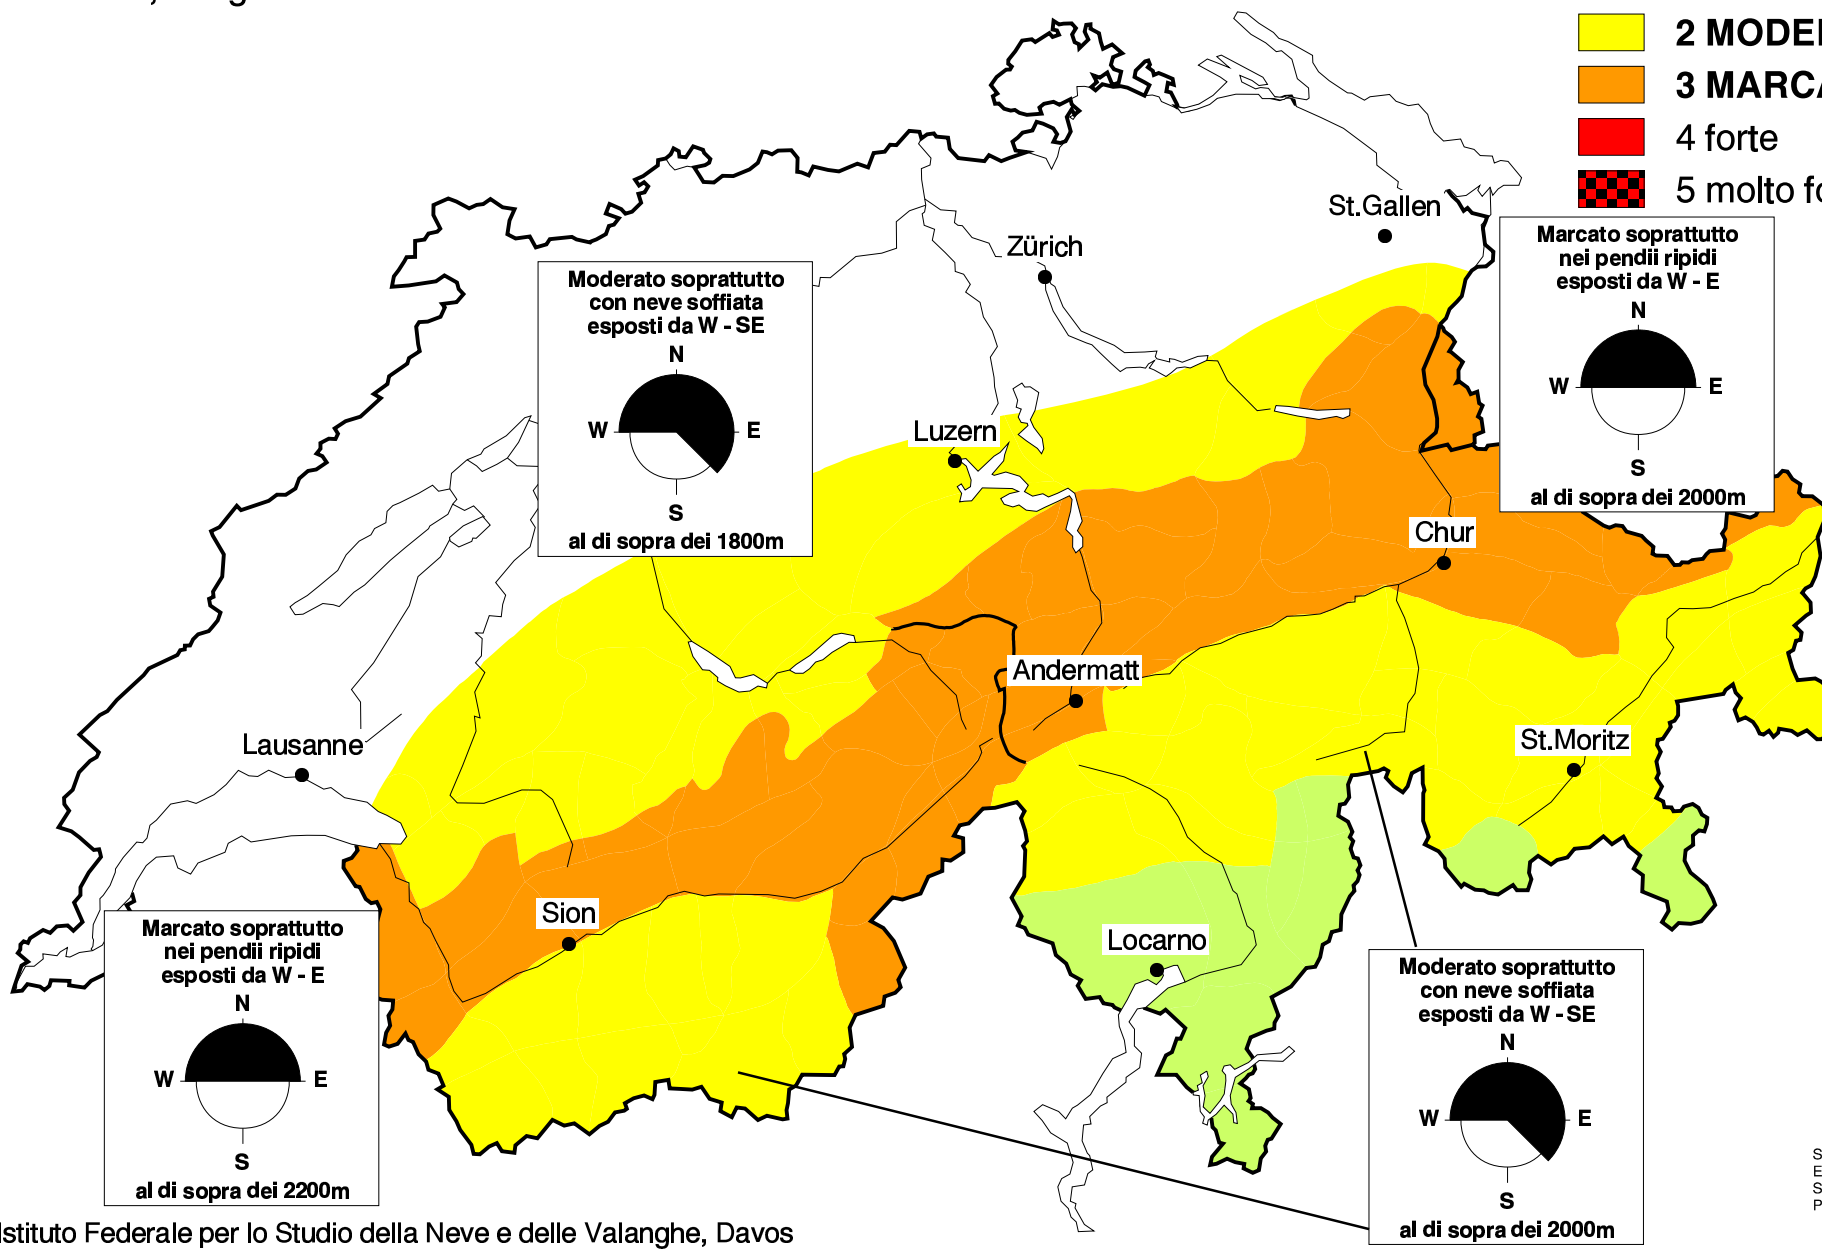 2 MODE
3 MARCA
4 forte
5 molto fo
St.Gallen
Zürich
Marcato soprattutto
nei pendii ripidi
esposti da W - E
N
W
E
S
al di sopra dei 2000m
Moderato soprattutto
con neve soffiata
esposti da W - SE
N
W
E
S
al di sopra dei 1800m
Luzern
Chur
Andermatt
Lausanne
St.Moritz
Sion
Locarno
Marcato soprattutto
nei pendii ripidi
esposti da W - E
N
W
E
S
al di sopra dei 2200m
Moderato soprattutto
con neve soffiata
esposti da W - SE
N
W
E
S
al di sopra dei 2000m
S
E
S
P
Istituto Federale per lo Studio della Neve e delle Valanghe, Davos